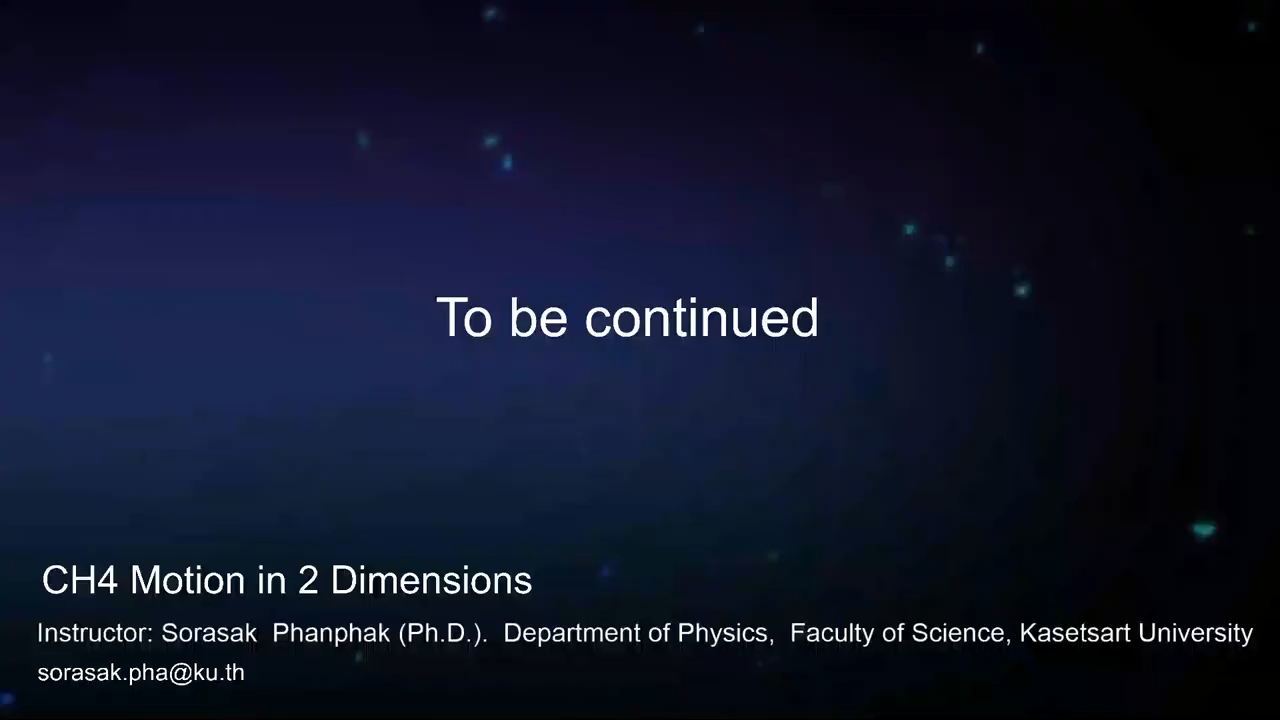 To be continued
CH4 Motion in 2 Dimensions
Instructor: Sorasak Phanphak (Ph.D.). Department of Physics, Faculty of Science, Kasetsart University
sorasak.pha@ku.th